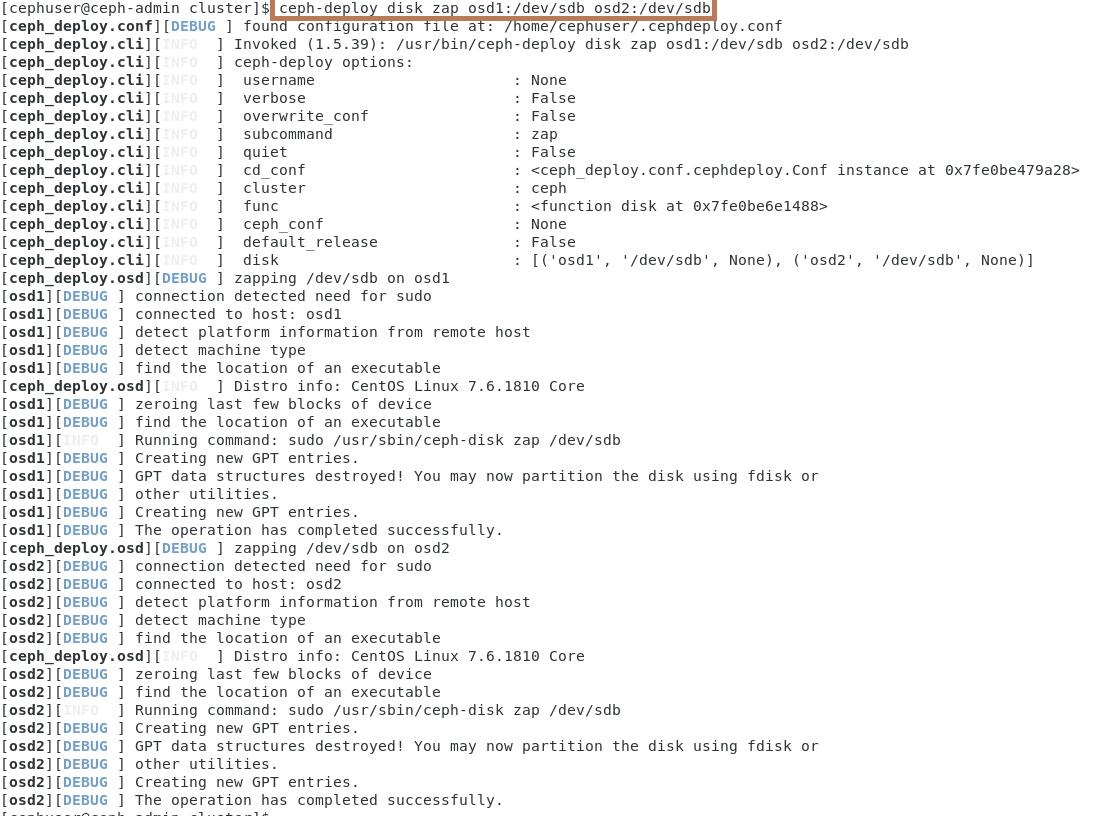 [cephuser@ceph-admin cluster]$ ceph-deploy disk zap osd1:/dev/sdb osd2:/dev/sdb
[ceph_deploy.conf][DEBUG ] found configuration file at: /home/cephuser/.cephdeploy.conf
[ceph_deploy.cli][INFO  ] Invoked (1.5.39): /usr/bin/ceph-deploy disk zap osd1:/dev/sdb osd2:/dev/sdb
[ceph_deploy.cli][INFO  ] ceph-deploy options:
[ceph_deploy.cli][INFO  ]  username                      : None
[ceph_deploy.cli][INFO  ]  verbose                       : False
[ceph_deploy.cli][INFO  ]  overwrite_conf                : False
[ceph_deploy.cli][INFO  ]  subcommand                    : zap
[ceph_deploy.cli][INFO  ]  quiet                         : False
[ceph_deploy.cli][INFO  ]  cd_conf                       : <ceph_deploy.conf.cephdeploy.Conf instance at 0x7fe0be479a28>
[ceph_deploy.cli][INFO  ]  cluster                       : ceph
[ceph_deploy.cli][INFO  ]  func                          : <function disk at 0x7fe0be6e1488>
[ceph_deploy.cli][INFO  ]  ceph_conf                     : None
[ceph_deploy.cli][INFO  ]  default_release               : False
[ceph_deploy.cli][INFO  ]  disk                          : [('osd1', '/dev/sdb', None), ('osd2', '/dev/sdb', None)]
[ceph_deploy.osd][DEBUG ] zapping /dev/sdb on osd1
[osd1][DEBUG ] connection detected need for sudo
[osd1][DEBUG ] connected to host: osd1
[osd1][DEBUG ] detect platform information from remote host
[osd1][DEBUG ] detect machine type
[osd1][DEBUG ] find the location of an executable
[ceph_deploy.osd][INFO  ] Distro info: CentOS Linux 7.6.1810 Core
[osd1][DEBUG ] zeroing last few blocks of device
[osd1][DEBUG ] find the location of an executable
[osd1][INFO  ] Running command: sudo /usr/sbin/ceph-disk zap /dev/sdb
[osd1][DEBUG ] Creating new GPT entries.
[osd1][DEBUG ] GPT data structures destroyed! You may now partition the disk using fdisk or
[osd1][DEBUG ] other utilities.
[osd1][DEBUG ] Creating new GPT entries.
[osd1][DEBUG ] The operation has completed successfully.
[ceph_deploy.osd][DEBUG ] zapping /dev/sdb on osd2
[osd2][DEBUG ] connection detected need for sudo
[osd2][DEBUG ] connected to host: osd2
[osd2][DEBUG ] detect platform information from remote host
[osd2][DEBUG ] detect machine type
[osd2][DEBUG ] find the location of an executable
[ceph_deploy.osd][INFO  ] Distro info: CentOS Linux 7.6.1810 Core
[osd2][DEBUG ] zeroing last few blocks of device
[osd2][DEBUG ] find the location of an executable
[osd2][INFO  ] Running command: sudo /usr/sbin/ceph-disk zap /dev/sdb
[osd2][DEBUG ] Creating new GPT entries.
[osd2][DEBUG ] GPT data structures destroyed! You may now partition the disk using fdisk or
[osd2][DEBUG ] other utilities.
[osd2][DEBUG ] Creating new GPT entries.
[osd2][DEBUG ] The operation has completed successfully.
[cephuser@ceph-admin cluster]$